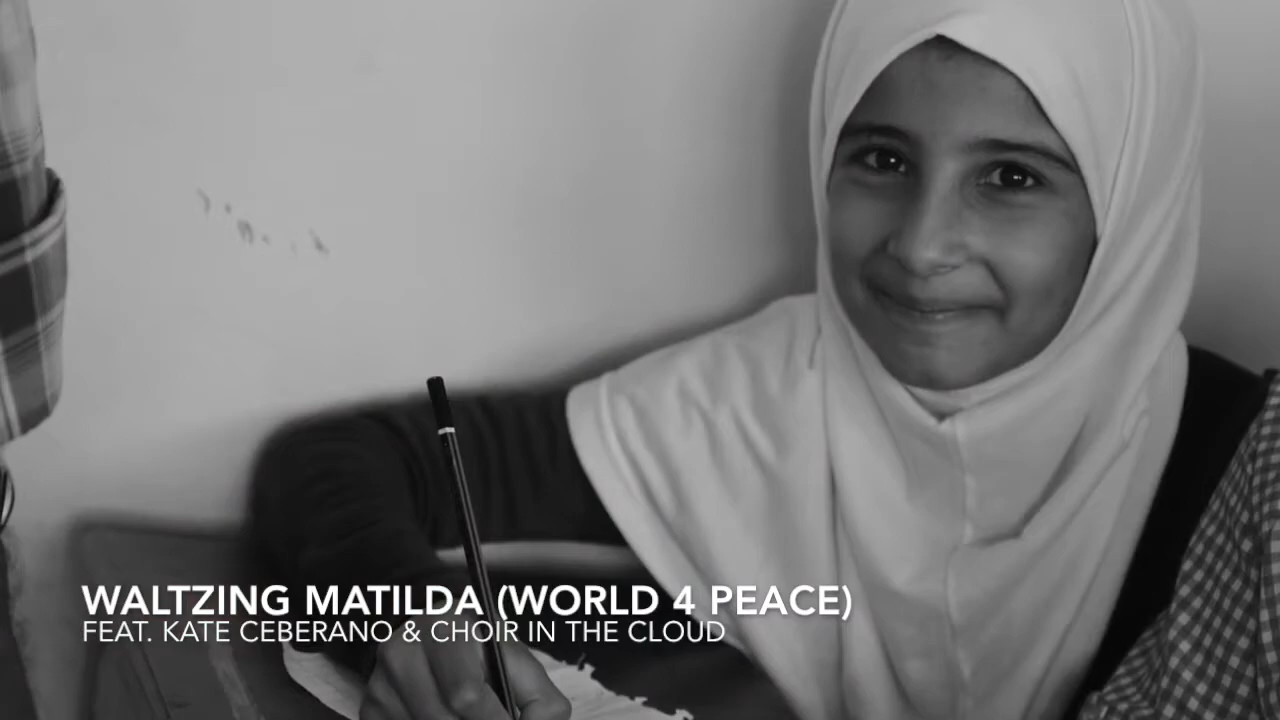 WALTZING MATILDA (WORLD 4 PEACE)
FEAT. KATE CEBERANO & CHOIR IN THE CLOUD